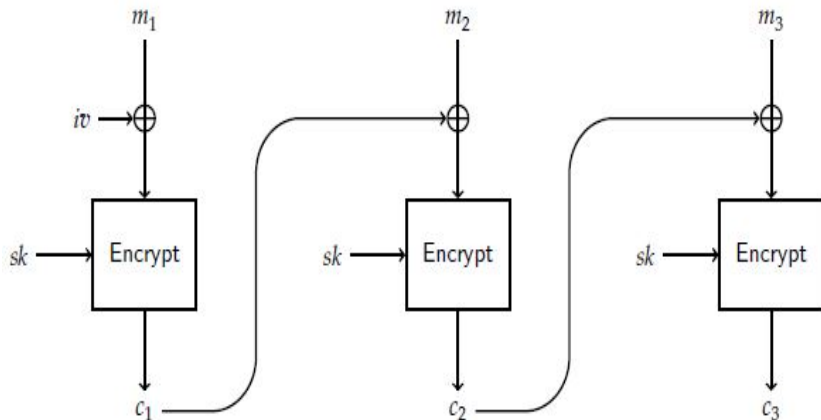 m₁ m₂ m₃
iv
sk Encrypt sk Encrypt sk Encrypt
c₁ c₂ c₃